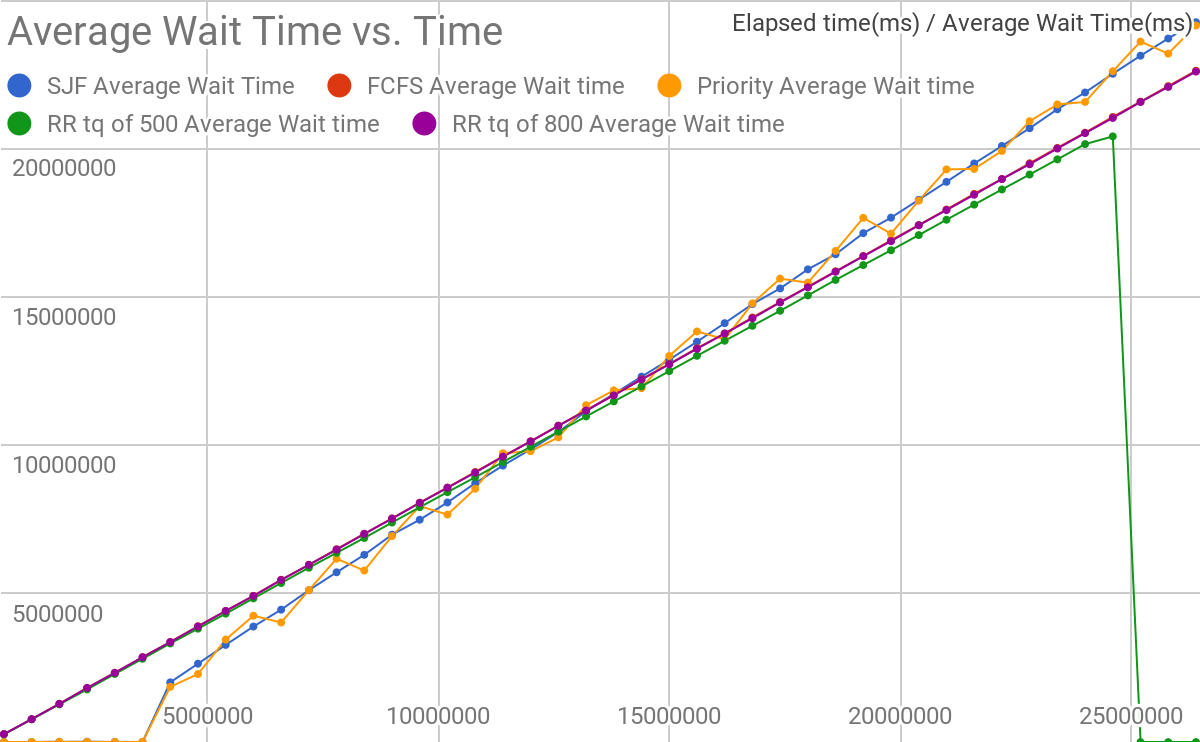 Average Wait Time vs. Time
Elapsed time(ms) / Average Wait Time(ms)
SJF Average Wait Time
FCFS Average Wait time
Priority Average Wait time
RR tq of 500 Average Wait time
RR tq of 800 Average Wait time
20000000
15000000
10000000
5000000
5000000
10000000
15000000
20000000
25000000